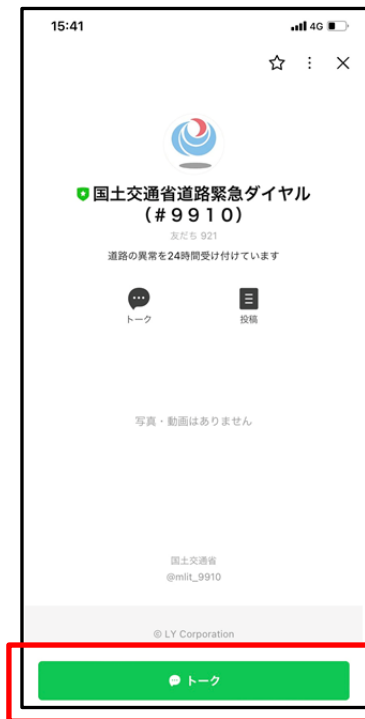 15:41
4G
国土交通省道路緊急ダイヤル
(#9910)
友だち 921
道路の異常を24時間受け付けています
トーク
投稿
写真・動画はありません
国土交通省
@mlit_9910
© LY Corporation
トーク